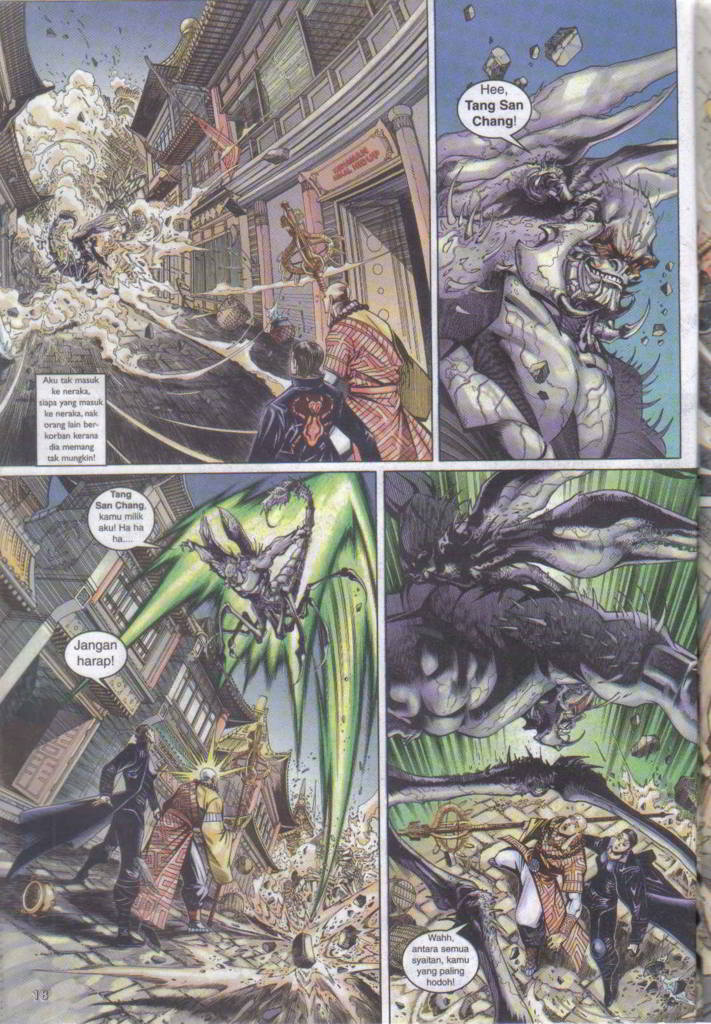 Aku tak masuk
ke neraka,
siapa yang masuk
ke neraka, nak
orang lain ber-
korban kerana
dia memang
tak mungkin!
Hee,
Tang San
Chang!
Tang
San Chang,
kamu milik
aku! Ha ha
ha....
Jangan
harap!
Wahh,
antara semua
syaitan, kamu
yang paling
hodoh!
18